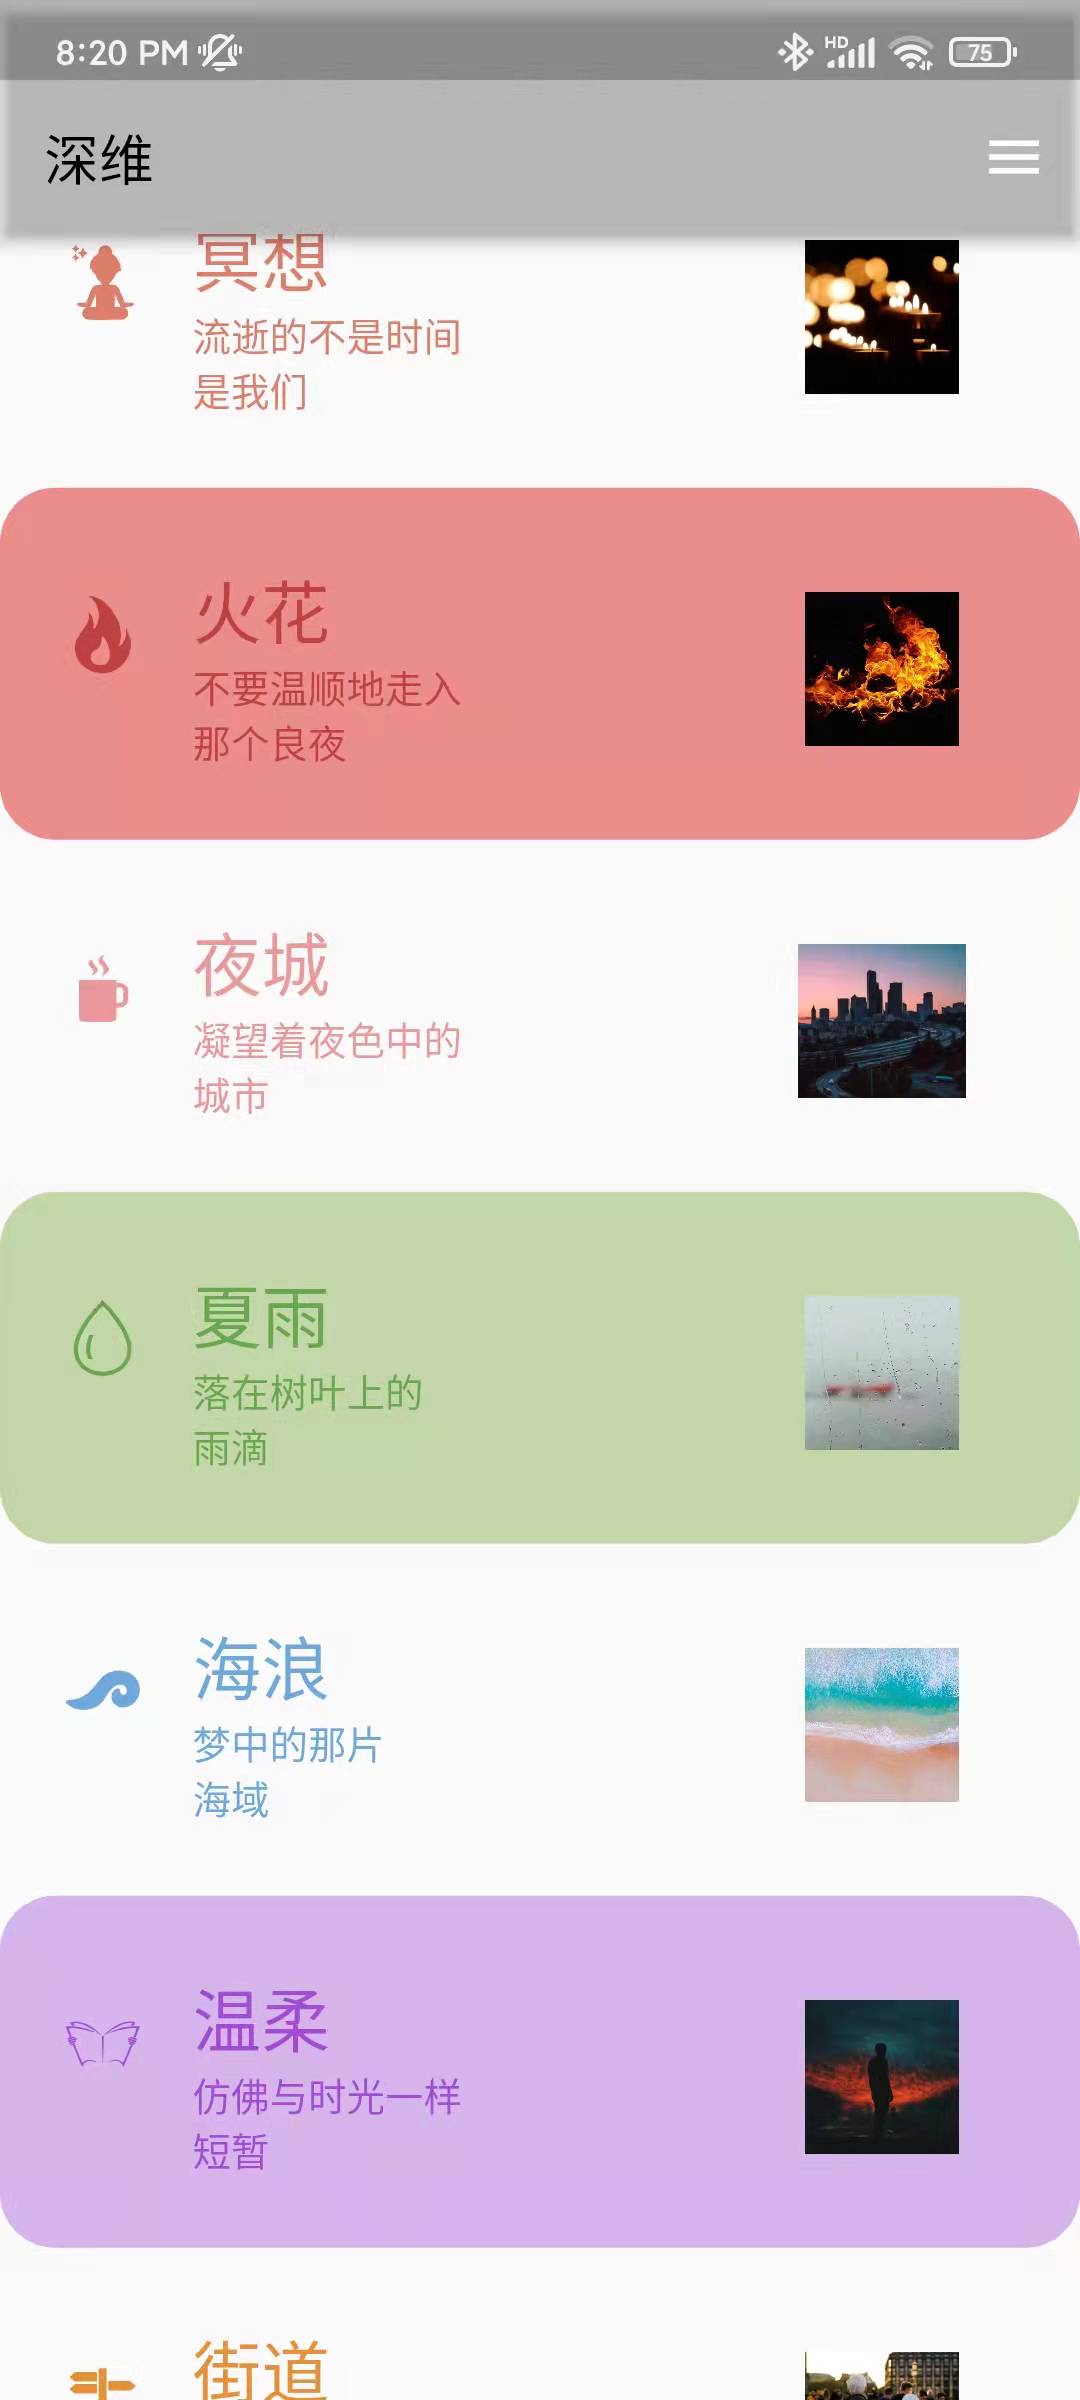 8:20 PM
HD
75
深维
冥想
流逝的不是时间
是我们
火花
不要温顺地走入
那个良夜
夜城
凝望着夜色中的
城市
夏雨
落在树叶上的
雨滴
海浪
梦中的那片
海域
温柔
仿佛与时光一样
短暂
街道